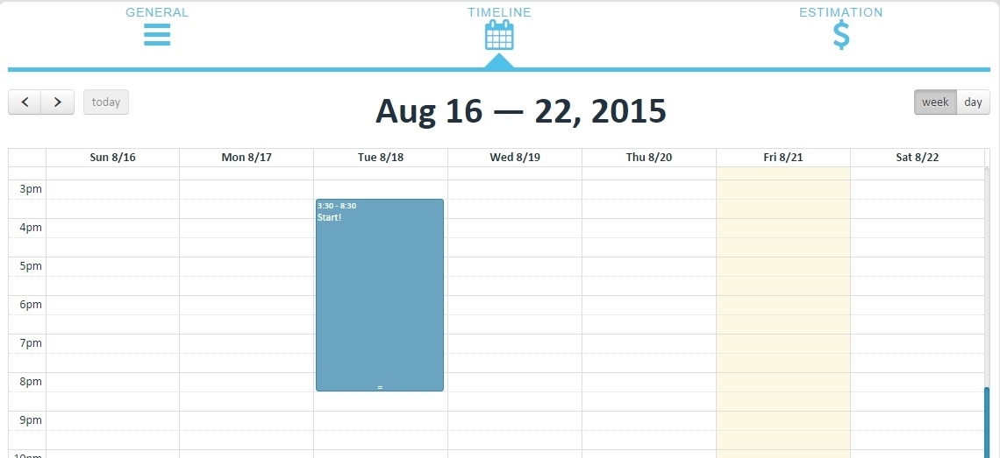 GENERAL TIMELINE ESTIMATION
today Aug 16 — 22, 2015 week day
Sun 8/16 Mon 8/17 Tue 8/18 Wed 8/19 Thu 8/20 Fri 8/21 Sat 8/22
3pm
3:30 - 8:30
Start!
4pm
5pm
6pm
7pm
8pm
9pm
10pm